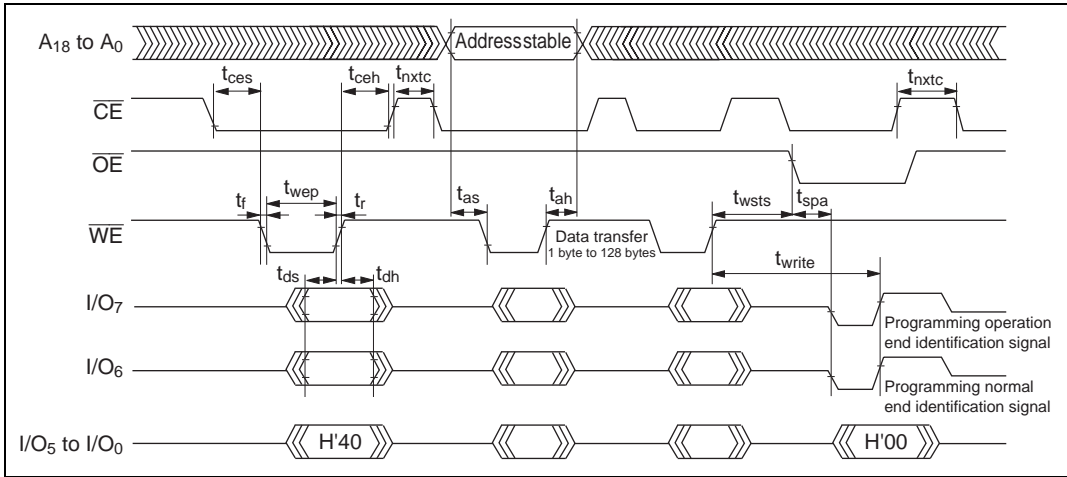 A18 to A0
Addressstable
tces
tceh
tnxtc
tnxtc
CE
OE
twep
tf
tr
tas
tah
twsts
tspa
WE
Data transfer
1 byte to 128 bytes
twrite
tds
tdh
I/O7
Programming operation
end identification signal
I/O6
Programming normal
end identification signal
I/O5 to I/O0
H'40
H'00